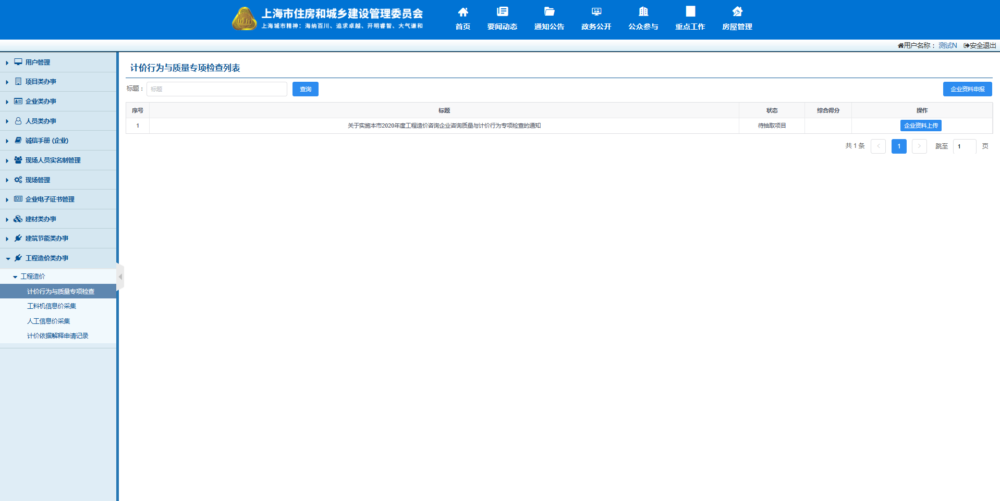 上海市住房和城乡建设管理委员会
上海城市精神：海纳百川、追求卓越、开明睿智、大气谦和
首页 要闻动态 通知公告 政务公开 公众参与 重点工作 房屋管理
用户名称： 测试N 安全退出
用户管理
项目类办事
企业类办事
人员类办事
诚信手册 (企业)
现场人员实名制管理
现场管理
企业电子证书管理
建材类办事
建筑节能类办事
工程造价类办事
工程造价
计价行为与质量专项检查
工料机信息价采集
人工信息价采集
计价依据解释申请记录
计价行为与质量专项检查列表
标题： 标题 查询 企业资料申报
序号 标题 状态 综合得分 操作
1 关于实施本市2020年度工程造价咨询企业咨询质量与计价行为专项检查的通知 待抽取项目 企业资料上传
共 1 条 1 跳至 1 页